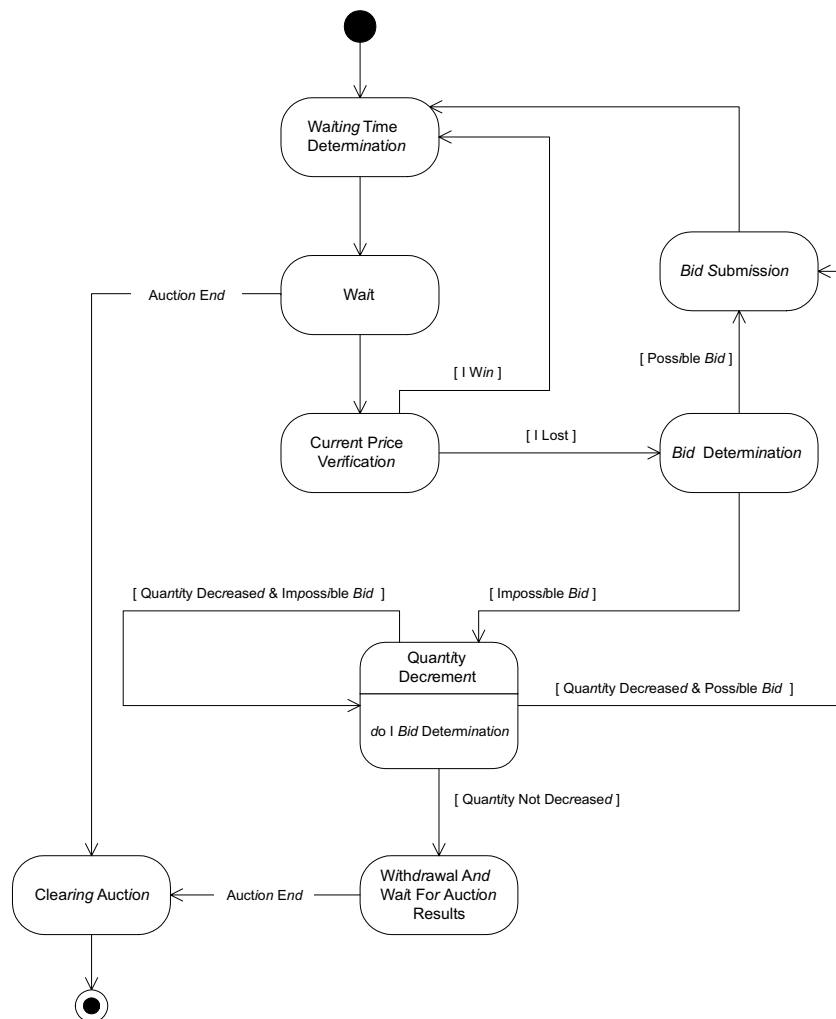 Waiting Time
Determination
Wait
Bid Submission
Auction End
[ Possible Bid ]
[ I Win ]
Current Price
Verification
[ I Lost ]
Bid Determination
[ Quantity Decreased & Impossible Bid ]
[ Impossible Bid ]
Quantity
Decrement
[ Quantity Decreased & Possible Bid ]
do I Bid Determination
[ Quantity Not Decreased ]
Clearing Auction
Auction End
Withdrawal And
Wait For Auction
Results